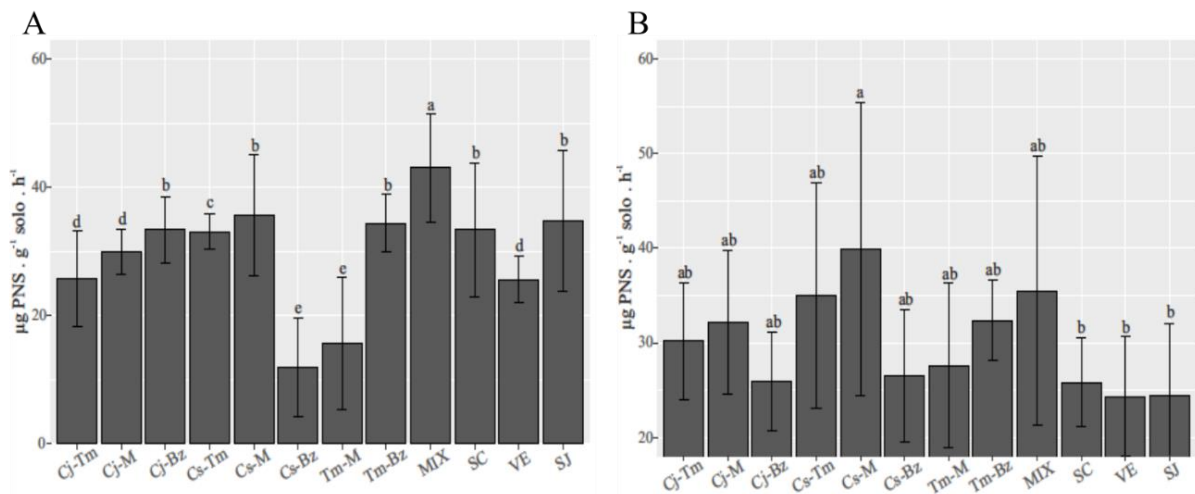 A
60
40
20
0
µg PNS . g⁻¹ solo . h⁻¹
d
d
b
c
b
e
e
b
a
b
d
b
Cj-Tm
Cj-M
Cj-Bz
Cs-Tm
Cs-M
Cs-Bz
Tm-M
Tm-Bz
MIX
SC
VE
SJ
B
60
50
40
30
20
µg PNS . g⁻¹ solo . h⁻¹
ab
ab
ab
ab
a
ab
ab
ab
ab
b
b
b
Cj-Tm
Cj-M
Cj-Bz
Cs-Tm
Cs-M
Cs-Bz
Tm-M
Tm-Bz
MIX
SC
VE
SJ